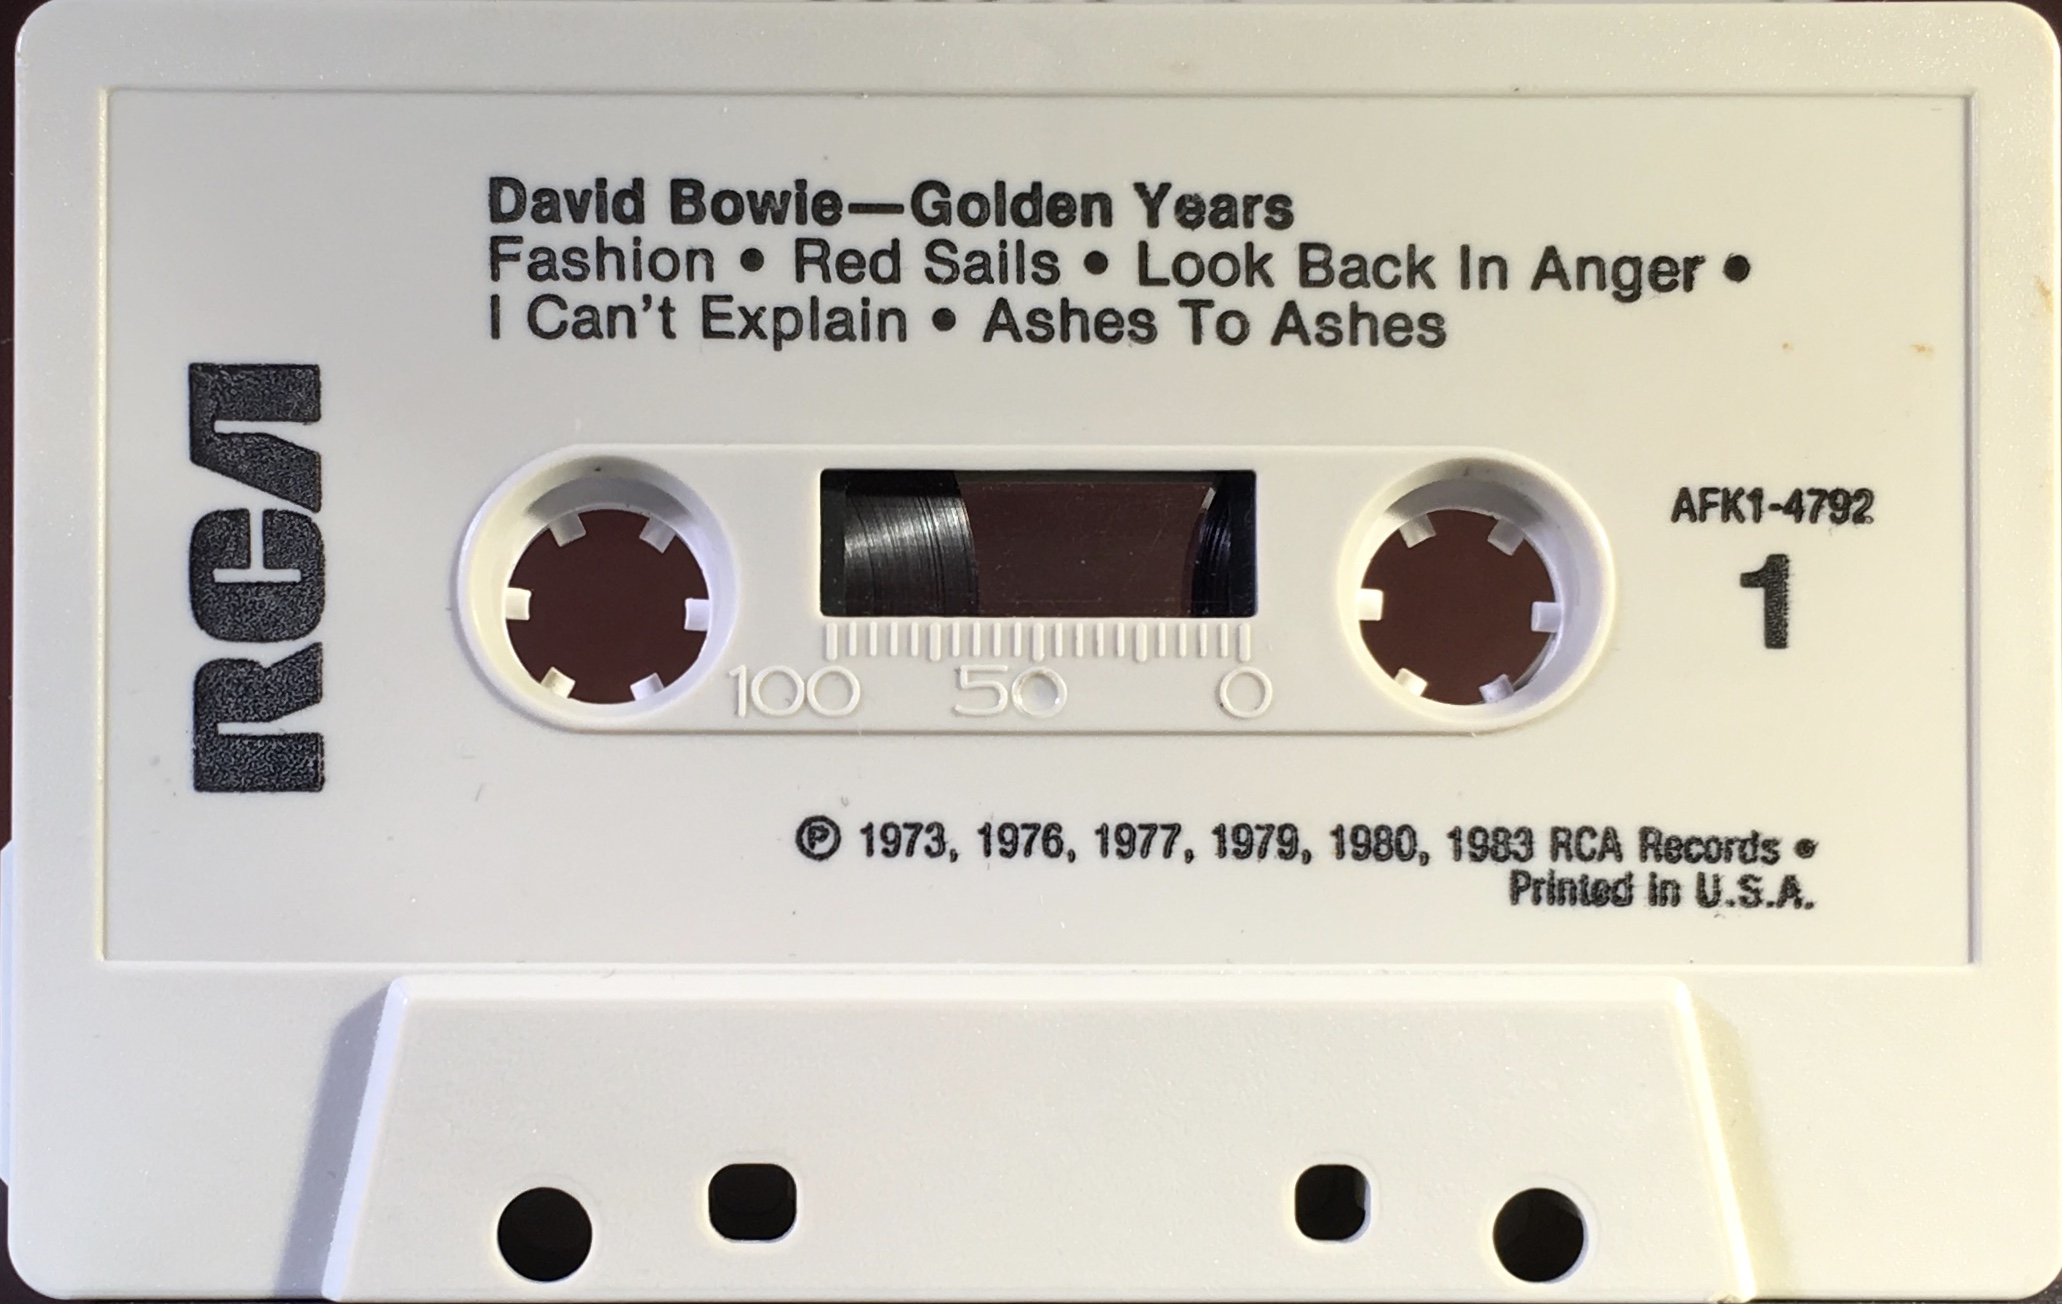 David Bowie—Golden Years
Fashion • Red Sails • Look Back In Anger •
I Can't Explain • Ashes To Ashes
RCA
AFK1-4792
1
100 50 0
Ⓟ 1973, 1976, 1977, 1979, 1980, 1983 RCA Records •
Printed in U.S.A.